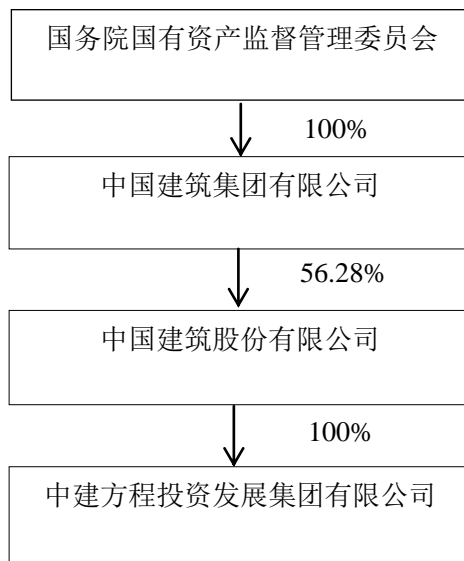 国务院国有资产监督管理委员会
100%
中国建筑集团有限公司
56.28%
中国建筑股份有限公司
100%
中建方程投资发展集团有限公司